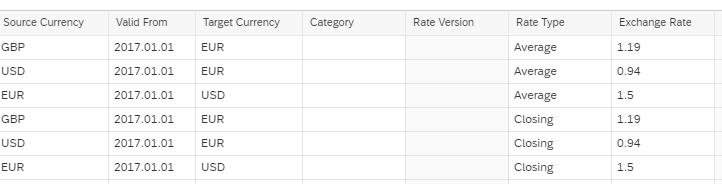 Source Currency Valid From Target Currency Category Rate Version Rate Type Exchange Rate
GBP 2017.01.01 EUR Average 1.19
USD 2017.01.01 EUR Average 0.94
EUR 2017.01.01 USD Average 1.5
GBP 2017.01.01 EUR Closing 1.19
USD 2017.01.01 EUR Closing 0.94
EUR 2017.01.01 USD Closing 1.5